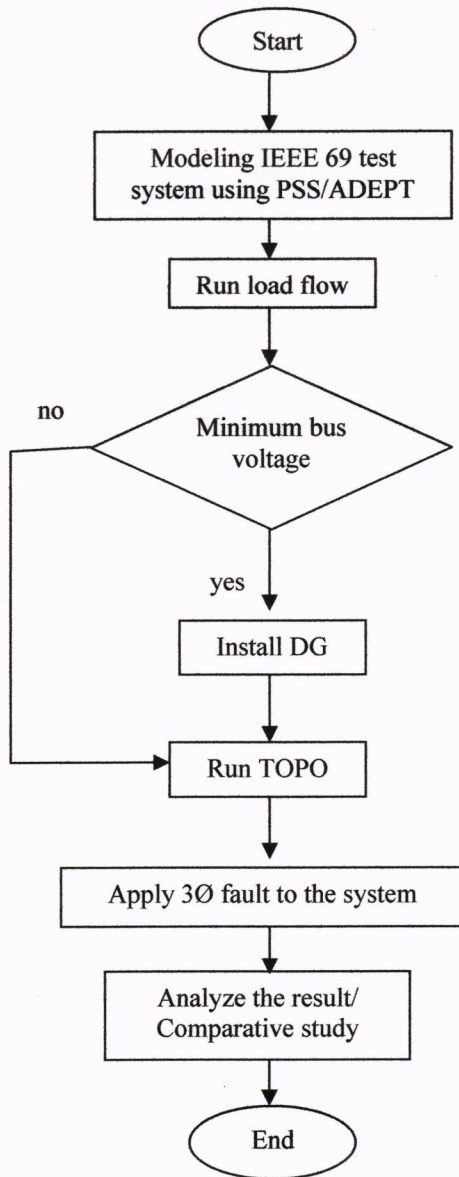 Start
Modeling IEEE 69 test
system using PSS/ADEPT
Run load flow
no
Minimum bus
voltage
yes
Install DG
Run TOPO
Apply 3Ø fault to the system
Analyze the result/
Comparative study
End